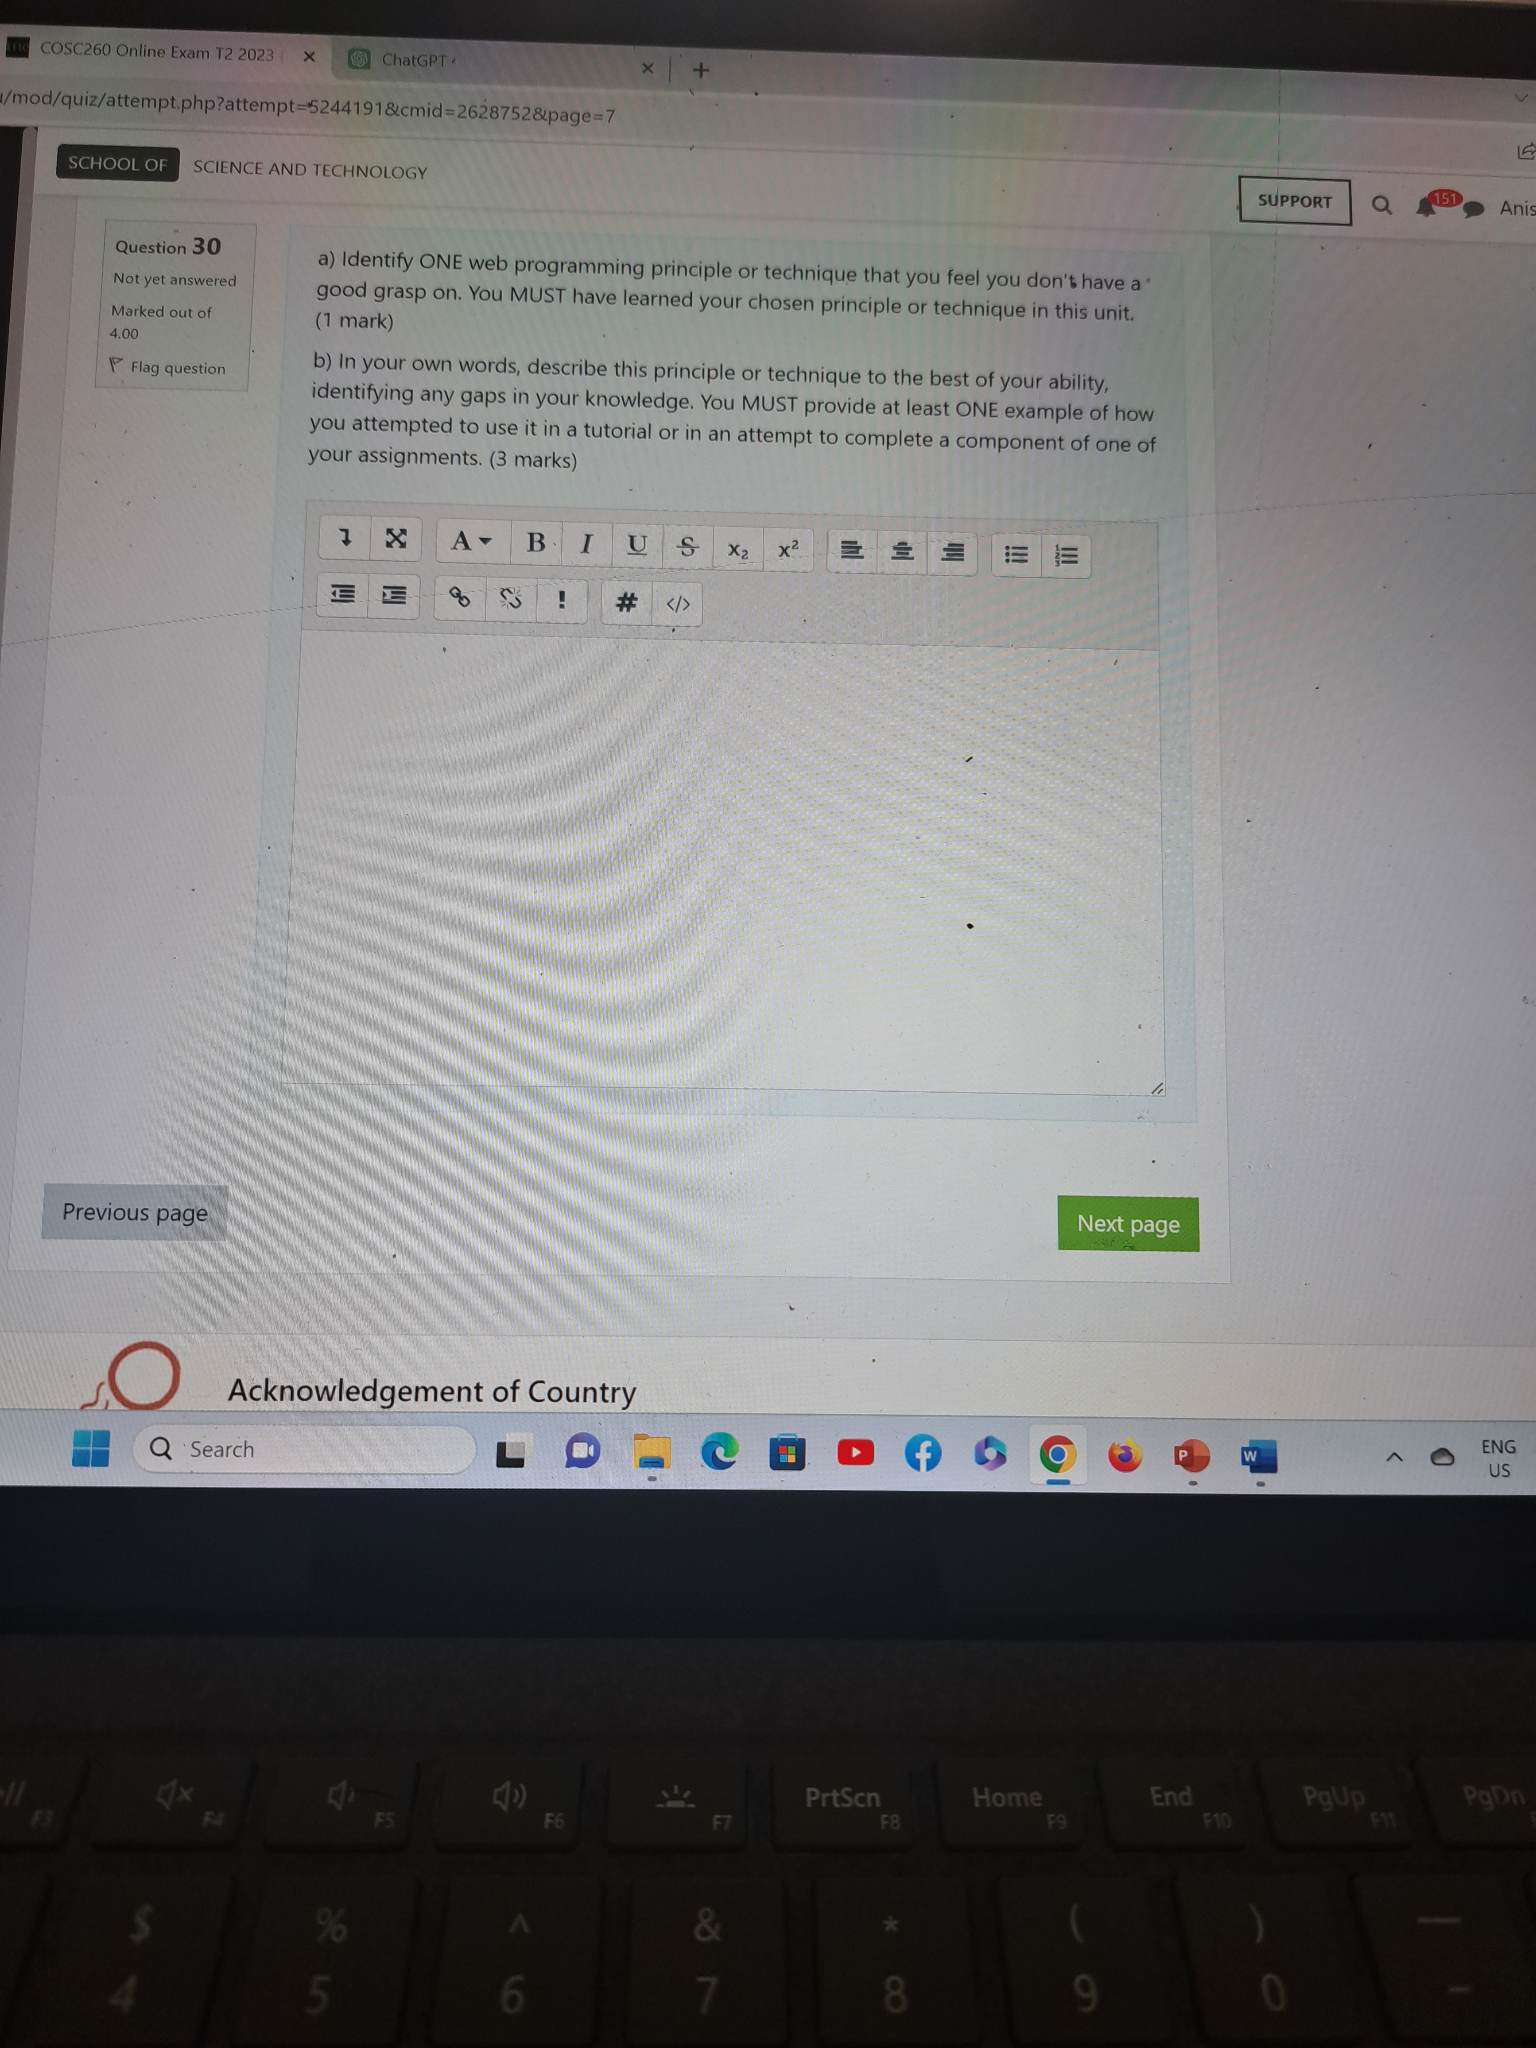 COSC260 Online Exam T2 2023
ChatGPT
/mod/quiz/attempt.php?attempt=5244191&cmid=2628752&page=7
SCHOOL OF SCIENCE AND TECHNOLOGY
SUPPORT
151
Anis
Question 30
Not yet answered
Marked out of
4.00
Flag question
a) Identify ONE web programming principle or technique that you feel you don't have a
good grasp on. You MUST have learned your chosen principle or technique in this unit.
(1 mark)
b) In your own words, describe this principle or technique to the best of your ability,
identifying any gaps in your knowledge. You MUST provide at least ONE example of how
you attempted to use it in a tutorial or in an attempt to complete a component of one of
your assignments. (3 marks)
A B I U S x₂ x²
! # </>
Previous page
Next page
Acknowledgement of Country
Search
P
W
ENG
US
F3 F4 F5 F6 F7 PrtScn F8 Home F9 End F10 PgUp F11 PgDn
$ % ^ & * ( ) _
4 5 6 7 8 9 0 -